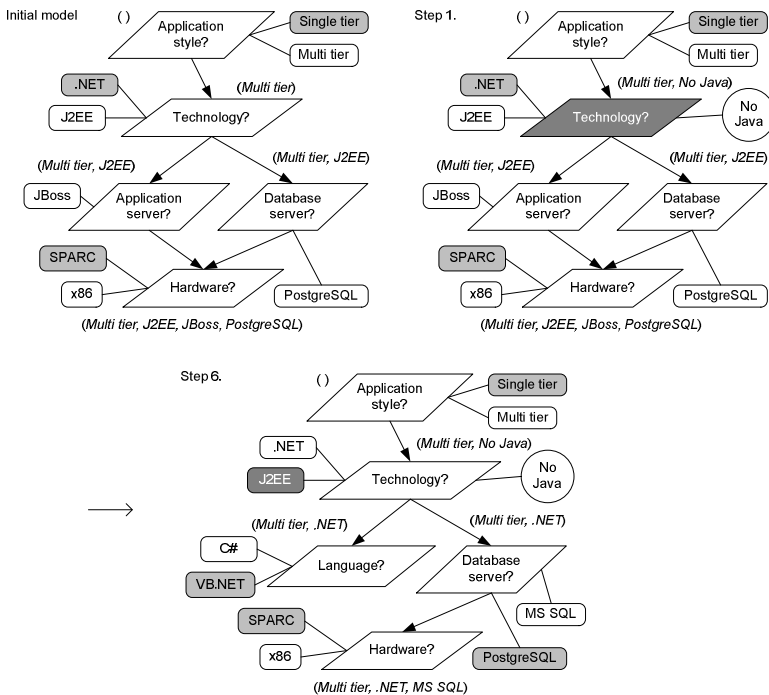 Initial model
( )
Application
style?
Single tier
Multi tier
(Multi tier)
.NET
J2EE
Technology?
(Multi tier, J2EE)
(Multi tier, J2EE)
JBoss
Application
server?
Database
server?
SPARC
x86
Hardware?
PostgreSQL
(Multi tier, J2EE, JBoss, PostgreSQL)
Step 1.
( )
Application
style?
Single tier
Multi tier
(Multi tier, No Java)
.NET
J2EE
Technology?
No
Java
(Multi tier, J2EE)
(Multi tier, J2EE)
JBoss
Application
server?
Database
server?
SPARC
x86
Hardware?
PostgreSQL
(Multi tier, J2EE, JBoss, PostgreSQL)
Step 6.
( )
Application
style?
Single tier
Multi tier
(Multi tier, No Java)
.NET
J2EE
Technology?
No
Java
(Multi tier, .NET)
(Multi tier, .NET)
C#
VB.NET
Language?
Database
server?
MS SQL
SPARC
x86
Hardware?
PostgreSQL
(Multi tier, .NET, MS SQL)